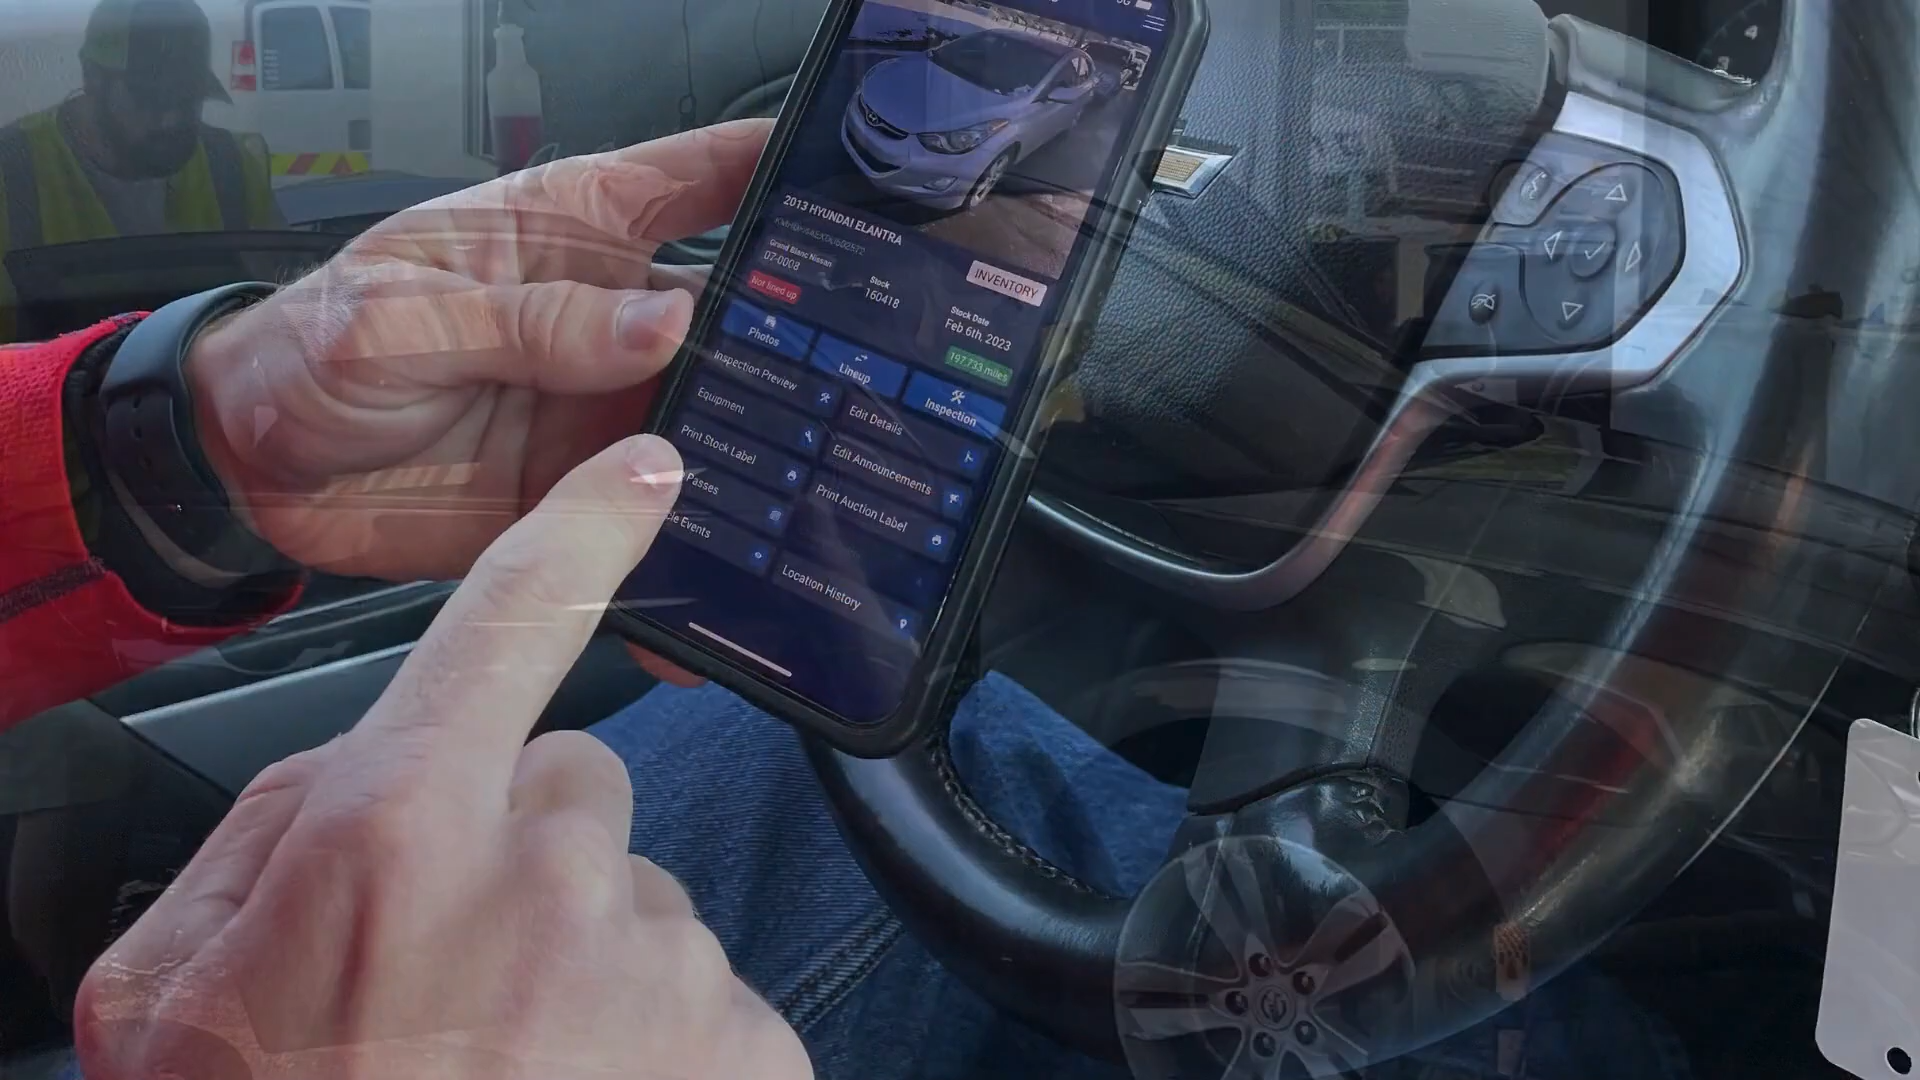 2013 HYUNDAI ELANTRA
Grand Blanc Nissan
07-0008
Stock
160418
INVENTORY
Not lined up
Stock Date
Feb 6th, 2023
197,733 miles
Photos
Lineup
Inspection
Inspection Preview
Edit Details
Equipment
Edit Announcements
Print Stock Label
Print Auction Label
Passes
Events
Location History
4
3